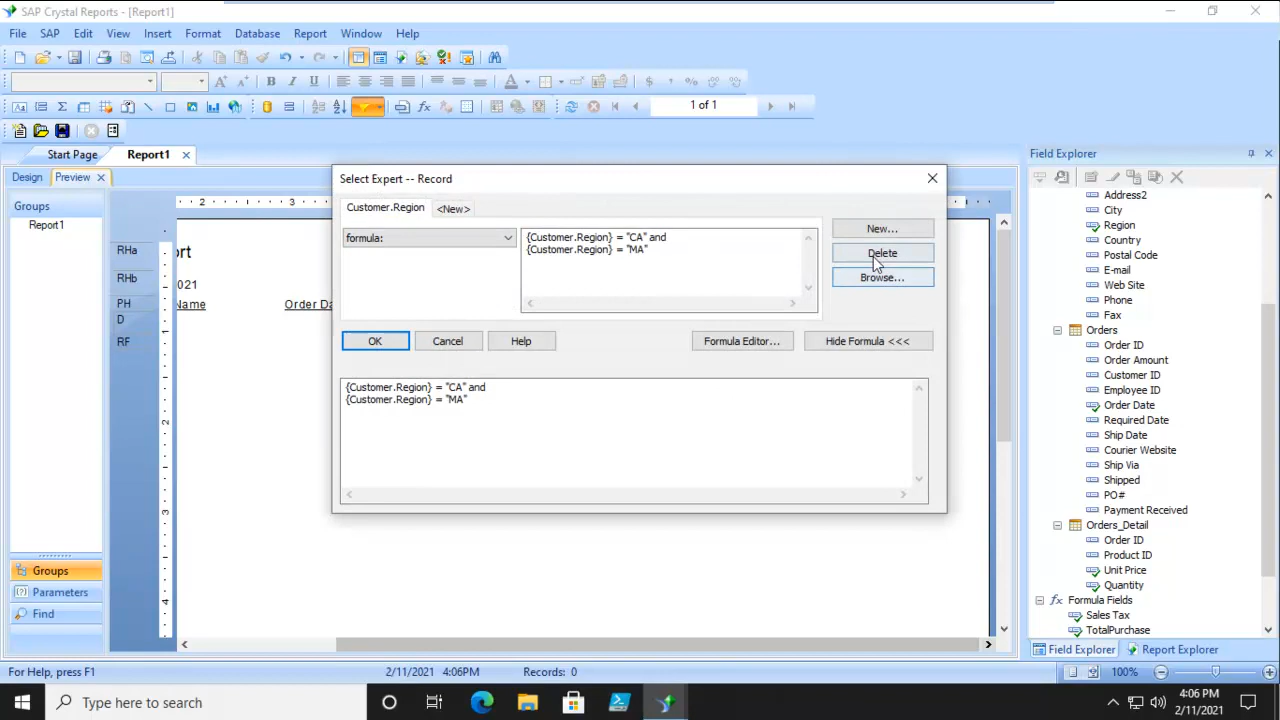 SAP Crystal Reports - [Report1]
File SAP Edit View Insert Format Database Report Window Help
1 of 1
Start Page Report1
Design Preview
Groups
Report1
Groups
Parameters
Find
2 3
RHa
RHb
PH
D
RF
1
2
3
4
ort
021
Name Order Da
Select Expert -- Record
Customer.Region <New>
formula:
{Customer.Region} = "CA" and
{Customer.Region} = "MA"
New...
Delete
Browse...
OK Cancel Help Formula Editor... Hide Formula <<<
{Customer.Region} = "CA" and
{Customer.Region} = "MA"
Field Explorer
Address2
City
Region
Country
Postal Code
E-mail
Web Site
Phone
Fax
Orders
Order ID
Order Amount
Customer ID
Employee ID
Order Date
Required Date
Ship Date
Courier Website
Ship Via
Shipped
PO#
Payment Received
Orders_Detail
Order ID
Product ID
Unit Price
Quantity
Formula Fields
Sales Tax
TotalPurchase
Field Explorer Report Explorer
For Help, press F1 2/11/2021 4:06PM Records: 0 100%
Type here to search
4:06 PM
2/11/2021